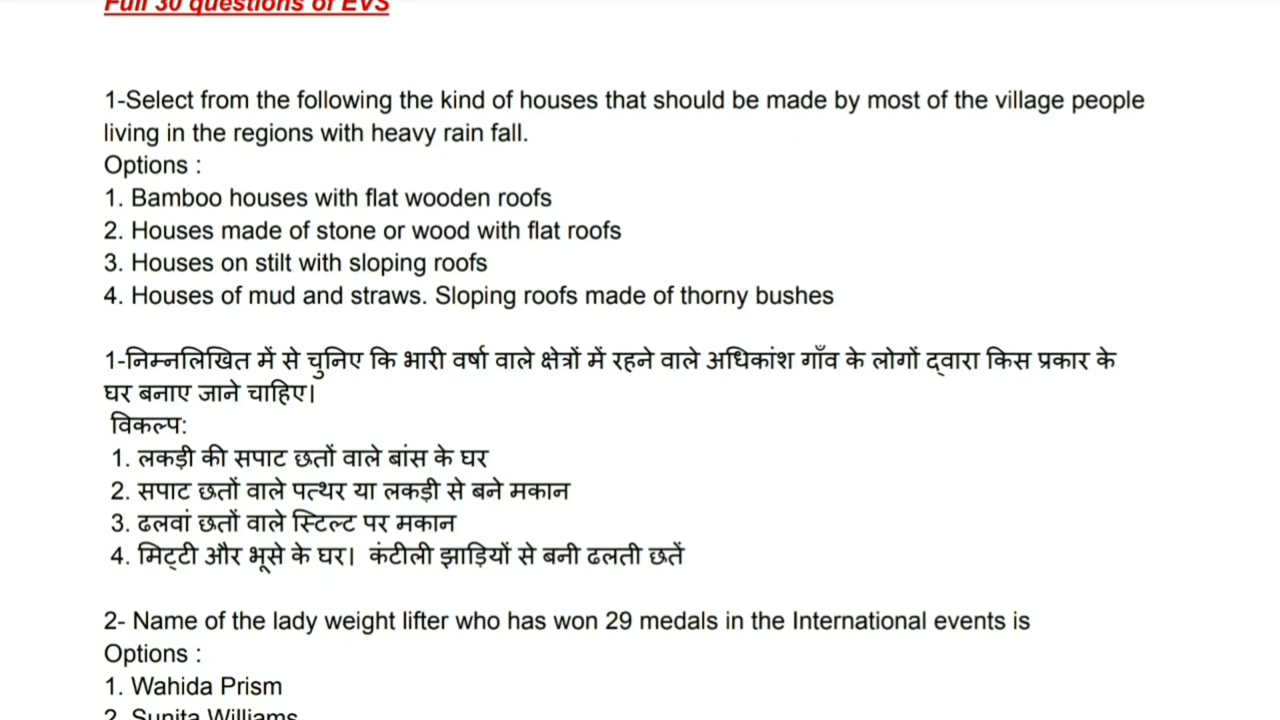 Full 30 questions of EVS
1-Select from the following the kind of houses that should be made by most of the village people
living in the regions with heavy rain fall.
Options :
1. Bamboo houses with flat wooden roofs
2. Houses made of stone or wood with flat roofs
3. Houses on stilt with sloping roofs
4. Houses of mud and straws. Sloping roofs made of thorny bushes
1-निम्नलिखित में से चुनिए कि भारी वर्षा वाले क्षेत्रों में रहने वाले अधिकांश गाँव के लोगों द्वारा किस प्रकार के
घर बनाए जाने चाहिए।
विकल्प:
1. लकड़ी की सपाट छतों वाले बांस के घर
2. सपाट छतों वाले पत्थर या लकड़ी से बने मकान
3. ढलवां छतों वाले स्टिल्ट पर मकान
4. मिट्टी और भूसे के घर। कंटीली झाड़ियों से बनी ढलती छतें
2- Name of the lady weight lifter who has won 29 medals in the International events is
Options :
1. Wahida Prism
2. Sunita Williams